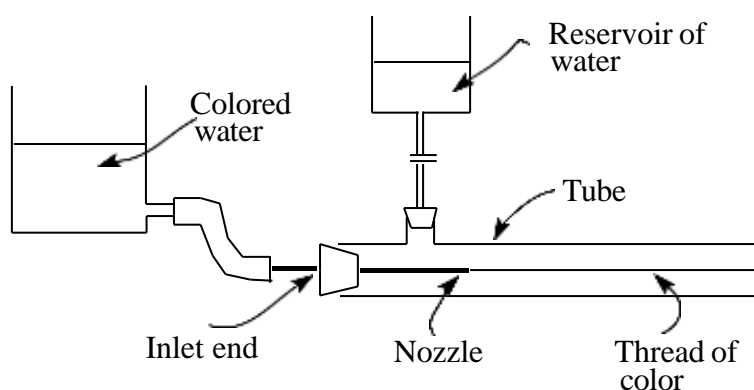 Reservoir of
water
Colored
water
Tube
Inlet end
Nozzle
Thread of
color